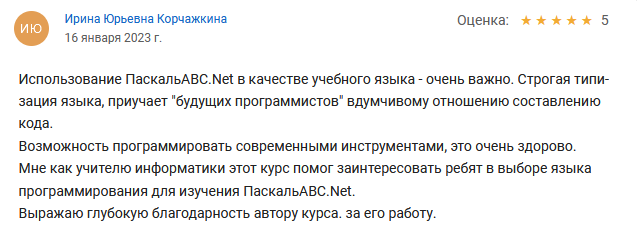 ИЮ
Ирина Юрьевна Корчажкина
Оценка: ★★★★★ 5
16 января 2023 г.
Использование ПаскальABC.Net в качестве учебного языка - очень важно. Строгая типи-
зация языка, приучает "будущих программистов" вдумчивому отношению составлению
кода.
Возможность программировать современными инструментами, это очень здорово.
Мне как учителю информатики этот курс помог заинтересовать ребят в выборе языка
программирования для изучения ПаскальABC.Net.
Выражаю глубокую благодарность автору курса. за его работу.